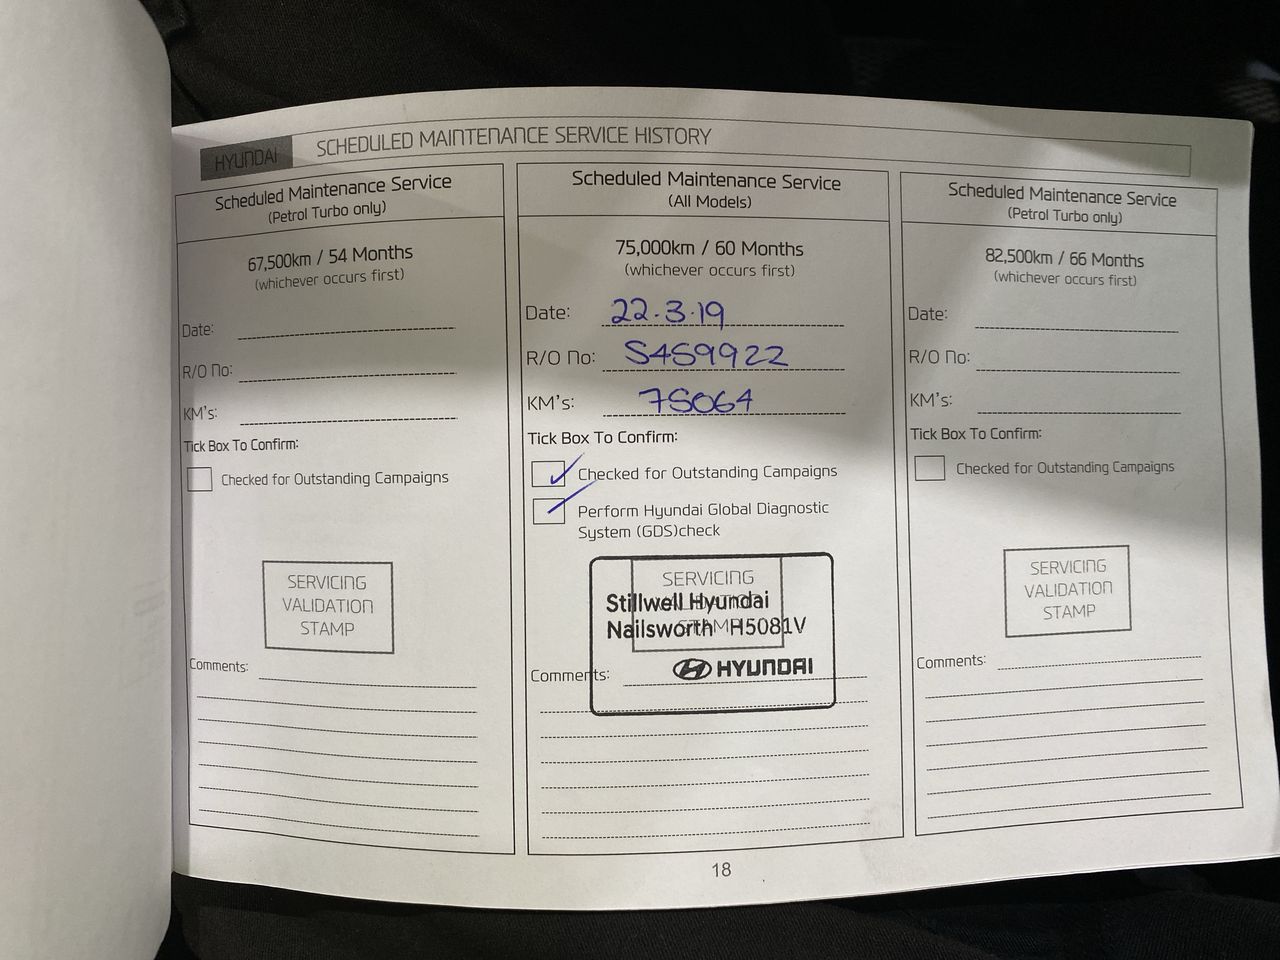 HYUNDAI
SCHEDULED MAINTENANCE SERVICE HISTORY
Scheduled Maintenance Service
(Petrol Turbo only)
67,500km / 54 Months
(whichever occurs first)
Date:
R/O No:
KM's:
Tick Box To Confirm:
Checked for Outstanding Campaigns
SERVICING
VALIDATION
STAMP
Comments:
Scheduled Maintenance Service
(All Models)
75,000km / 60 Months
(whichever occurs first)
Date: 22.3.19
R/O No: S4S9922
KM's: 75064
Tick Box To Confirm:
Checked for Outstanding Campaigns
Perform Hyundai Global Diagnostic
System (GDS)check
SERVICING
VALIDATION
STAMP
Stillwell Hyundai
Nailsworth H5081V
HYUNDAI
Comments:
Scheduled Maintenance Service
(Petrol Turbo only)
82,500km / 66 Months
(whichever occurs first)
Date:
R/O No:
KM's:
Tick Box To Confirm:
Checked for Outstanding Campaigns
SERVICING
VALIDATION
STAMP
Comments:
18